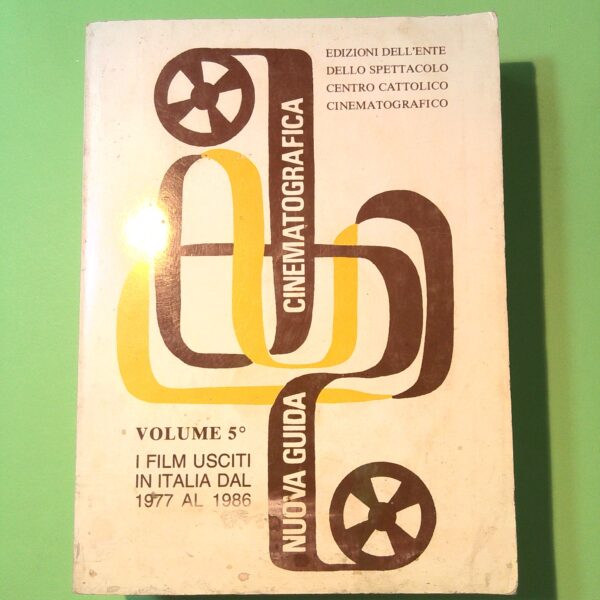 EDIZIONI DELL'ENTE
DELLO SPETTACOLO
CENTRO CATTOLICO
CINEMATOGRAFICO
NUOVA GUIDA CINEMATOGRAFICA
VOLUME 5°
I FILM USCITI
IN ITALIA DAL
1977 AL 1986